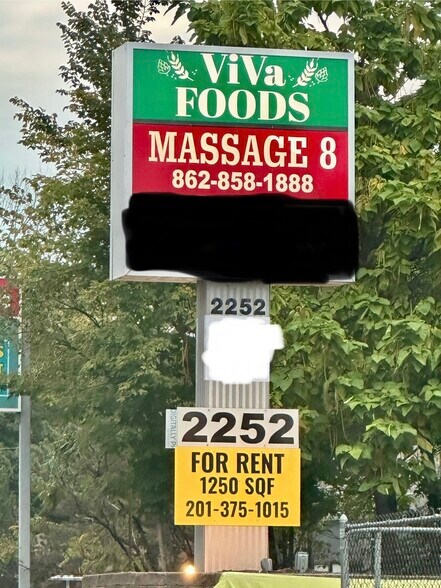 ViVa
FOODS
MASSAGE 8
862-858-1888
2252
2252
FOR RENT
1250 SQF
201-375-1015